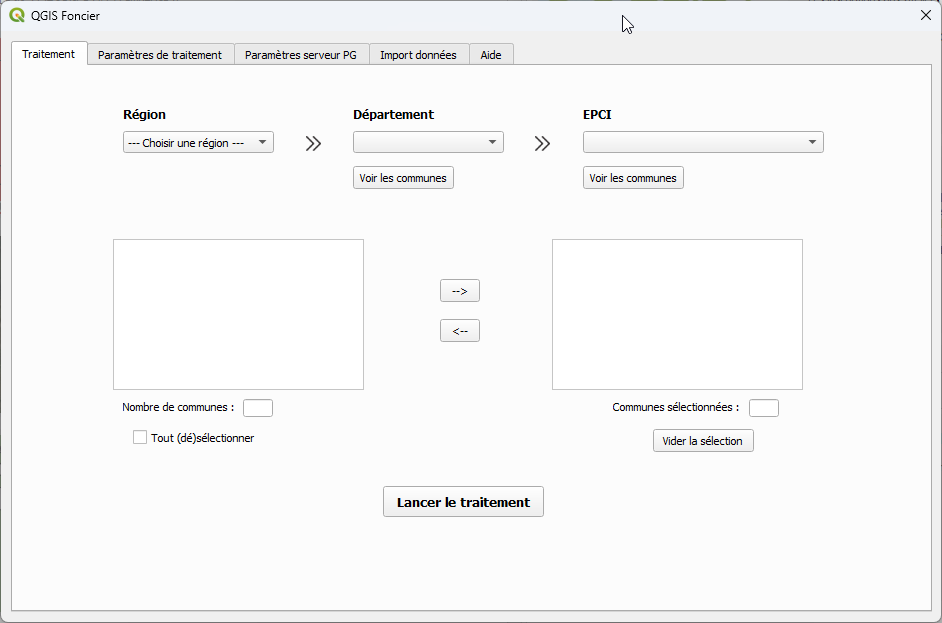 QGIS Foncier
Traitement Paramètres de traitement Paramètres serveur PG Import données Aide
Région Département EPCI
--- Choisir une région ---
Voir les communes Voir les communes
-->
<--
Nombre de communes : Communes sélectionnées :
Tout (dé)sélectionner Vider la sélection
Lancer le traitement